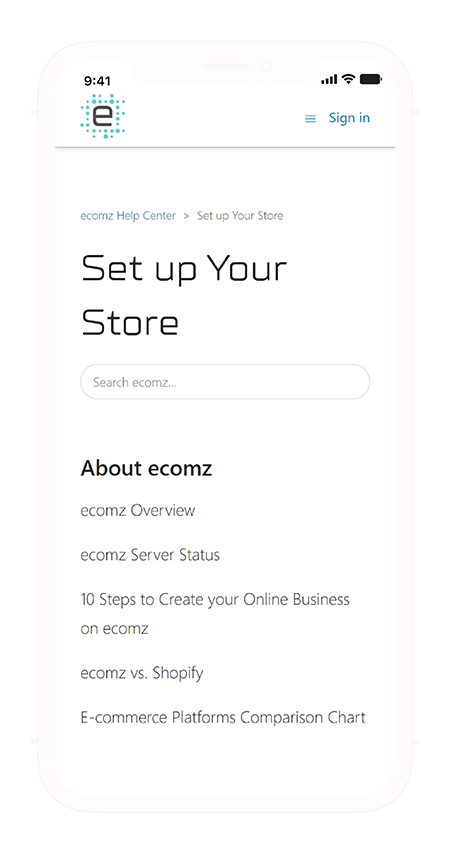 9:41
e
Sign in
ecomz Help Center > Set up Your Store
Set up Your
Store
Search ecomz...
About ecomz
ecomz Overview
ecomz Server Status
10 Steps to Create your Online Business
on ecomz
ecomz vs. Shopify
E-commerce Platforms Comparison Chart